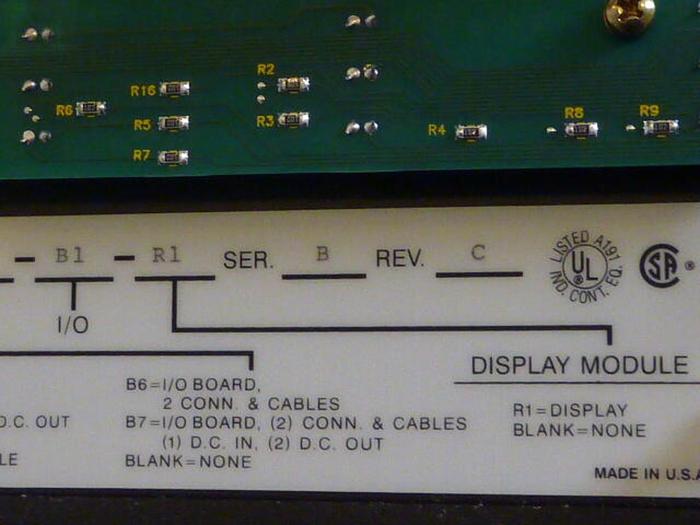 R2
R16
R6
R5
R3
R4
R8
R9
R7
— B1 — R1 SER. B REV. C
LISTED A191
UL
®
IND. CONT. EQ.
SA ®
I/O
DISPLAY MODULE
B6=I/O BOARD,
2 CONN. & CABLES
R1=DISPLAY
D.C. OUT
B7=I/O BOARD, (2) CONN. & CABLES
BLANK=NONE
(1) D.C. IN, (2) D.C. OUT
LE
BLANK=NONE
MADE IN U.S.A